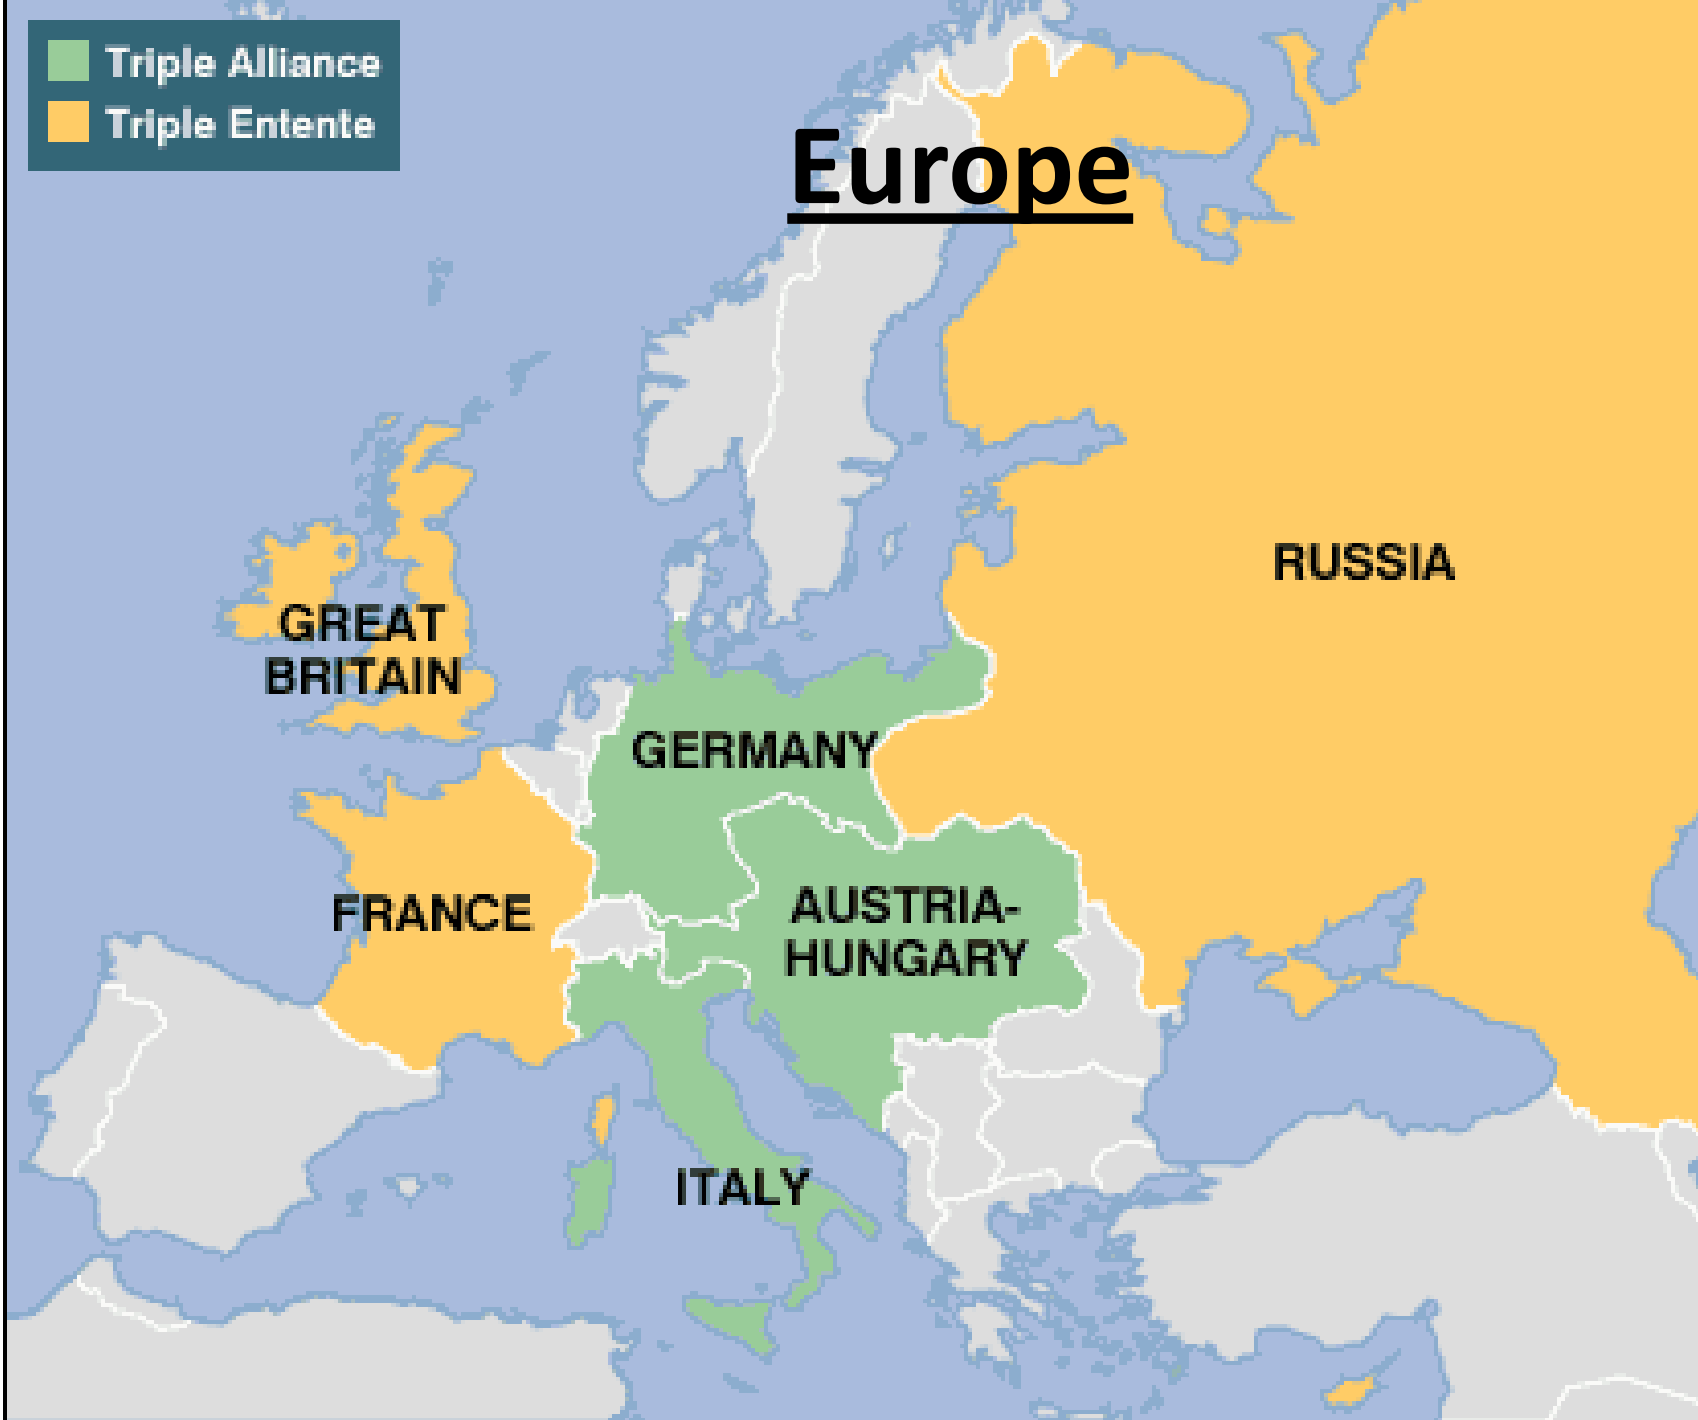 Triple Alliance
Triple Entente
Europe
RUSSIA
GREAT
BRITAIN
GERMANY
FRANCE
AUSTRIA-
HUNGARY
ITALY